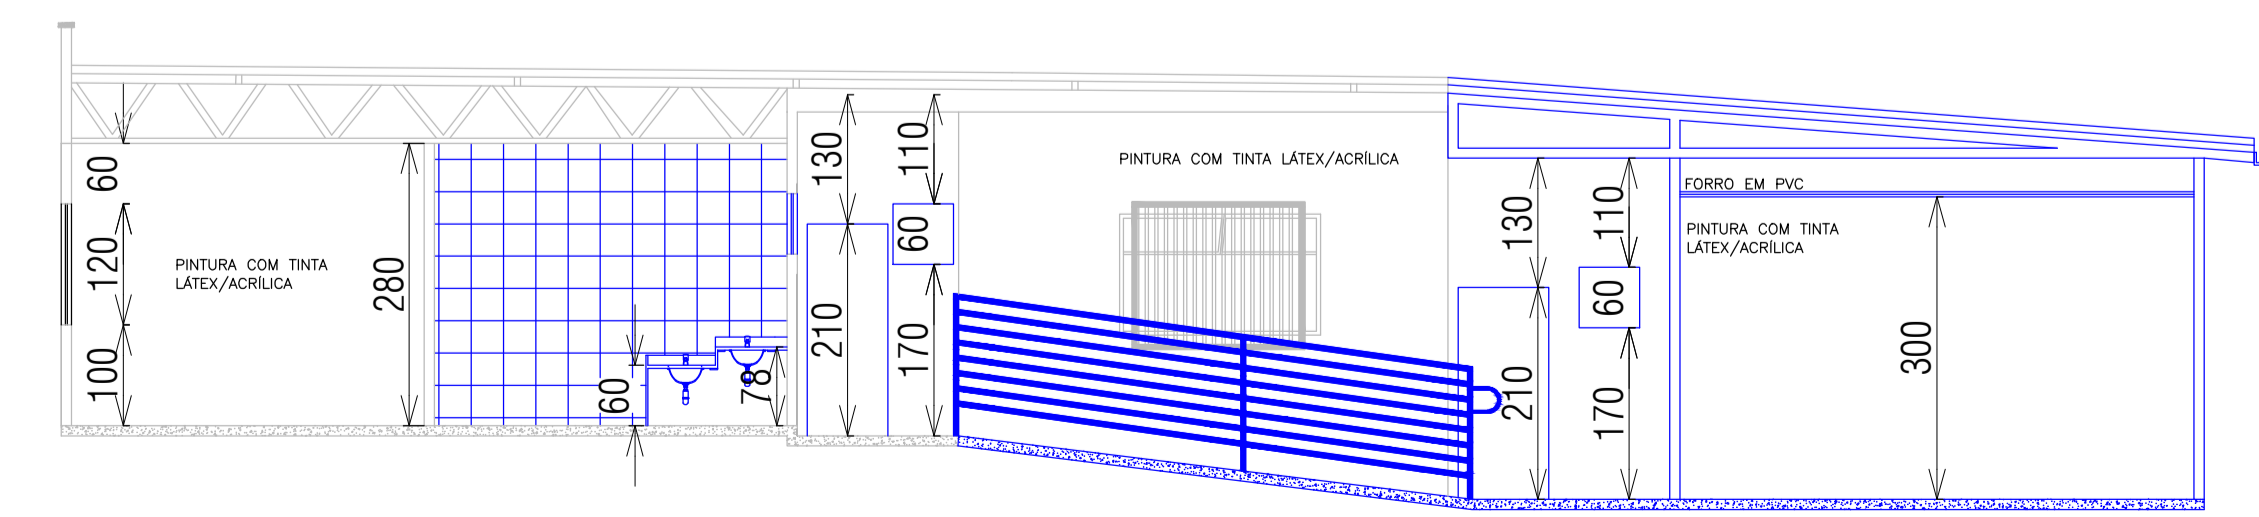 60
120
100
PINTURA COM TINTA
LÁTEX/ACRÍLICA
280
60
78
130
210
110
60
170
PINTURA COM TINTA LÁTEX/ACRÍLICA
130
210
110
60
170
FORRO EM PVC
PINTURA COM TINTA
LÁTEX/ACRÍLICA
300